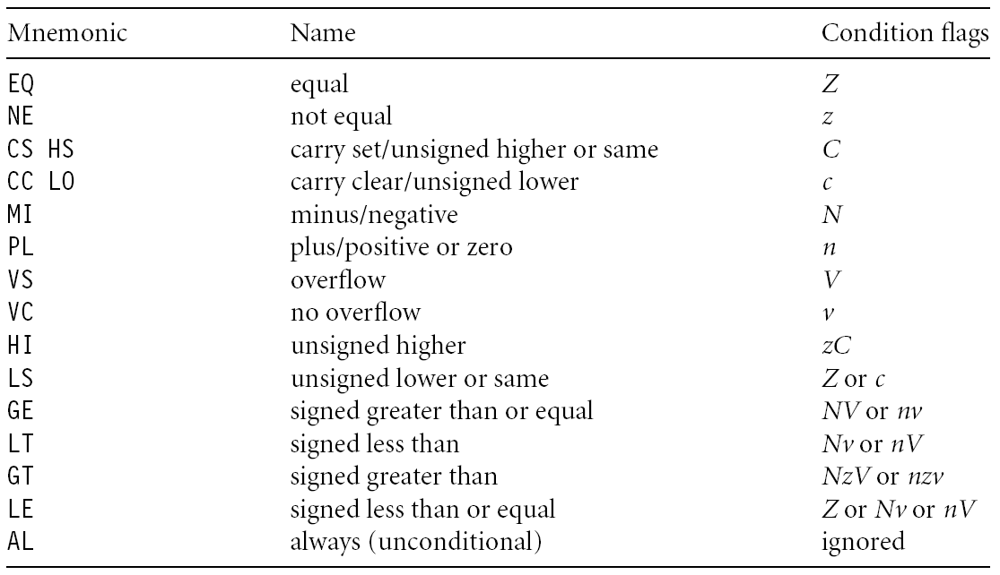 Mnemonic Name Condition flags
EQ equal Z
NE not equal z
CS HS carry set/unsigned higher or same C
CC LO carry clear/unsigned lower c
MI minus/negative N
PL plus/positive or zero n
VS overflow V
VC no overflow v
HI unsigned higher zC
LS unsigned lower or same Z or c
GE signed greater than or equal NV or nv
LT signed less than Nv or nV
GT signed greater than NzV or nzv
LE signed less than or equal Z or Nv or nV
AL always (unconditional) ignored